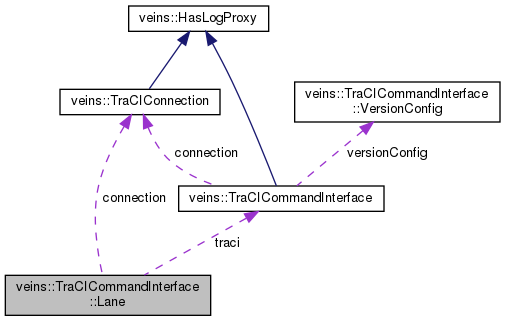 veins::HasLogProxy
veins::TraCIConnection
veins::TraCICommandInterface
::VersionConfig
connection
versionConfig
veins::TraCICommandInterface
connection
traci
veins::TraCICommandInterface
::Lane